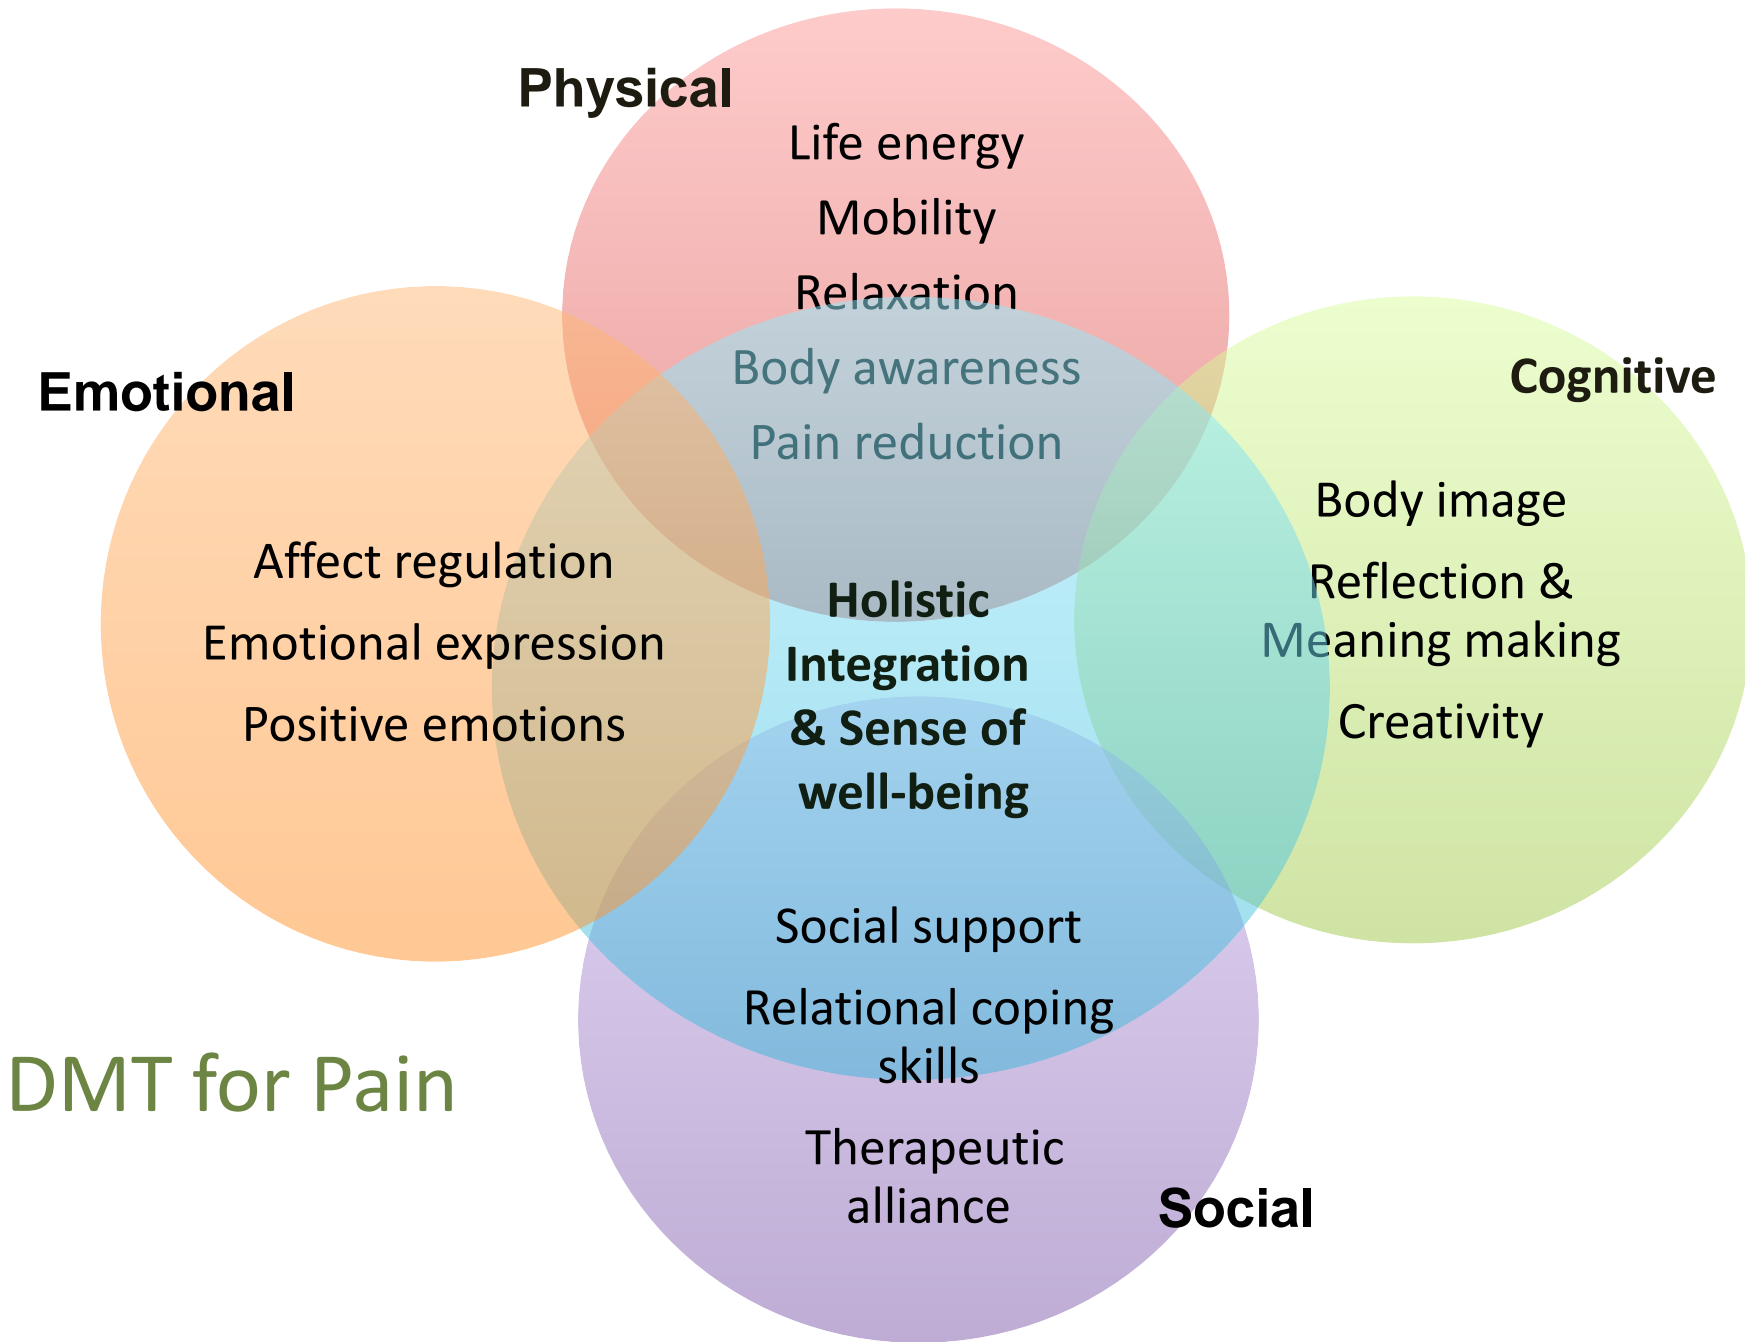 Physical
Life energy
Mobility
Relaxation
Body awareness
Pain reduction
Emotional
Affect regulation
Emotional expression
Positive emotions
Holistic
Integration
& Sense of
well-being
Cognitive
Body image
Reflection &
Meaning making
Creativity
Social support
Relational coping
skills
Therapeutic
alliance
Social
DMT for Pain